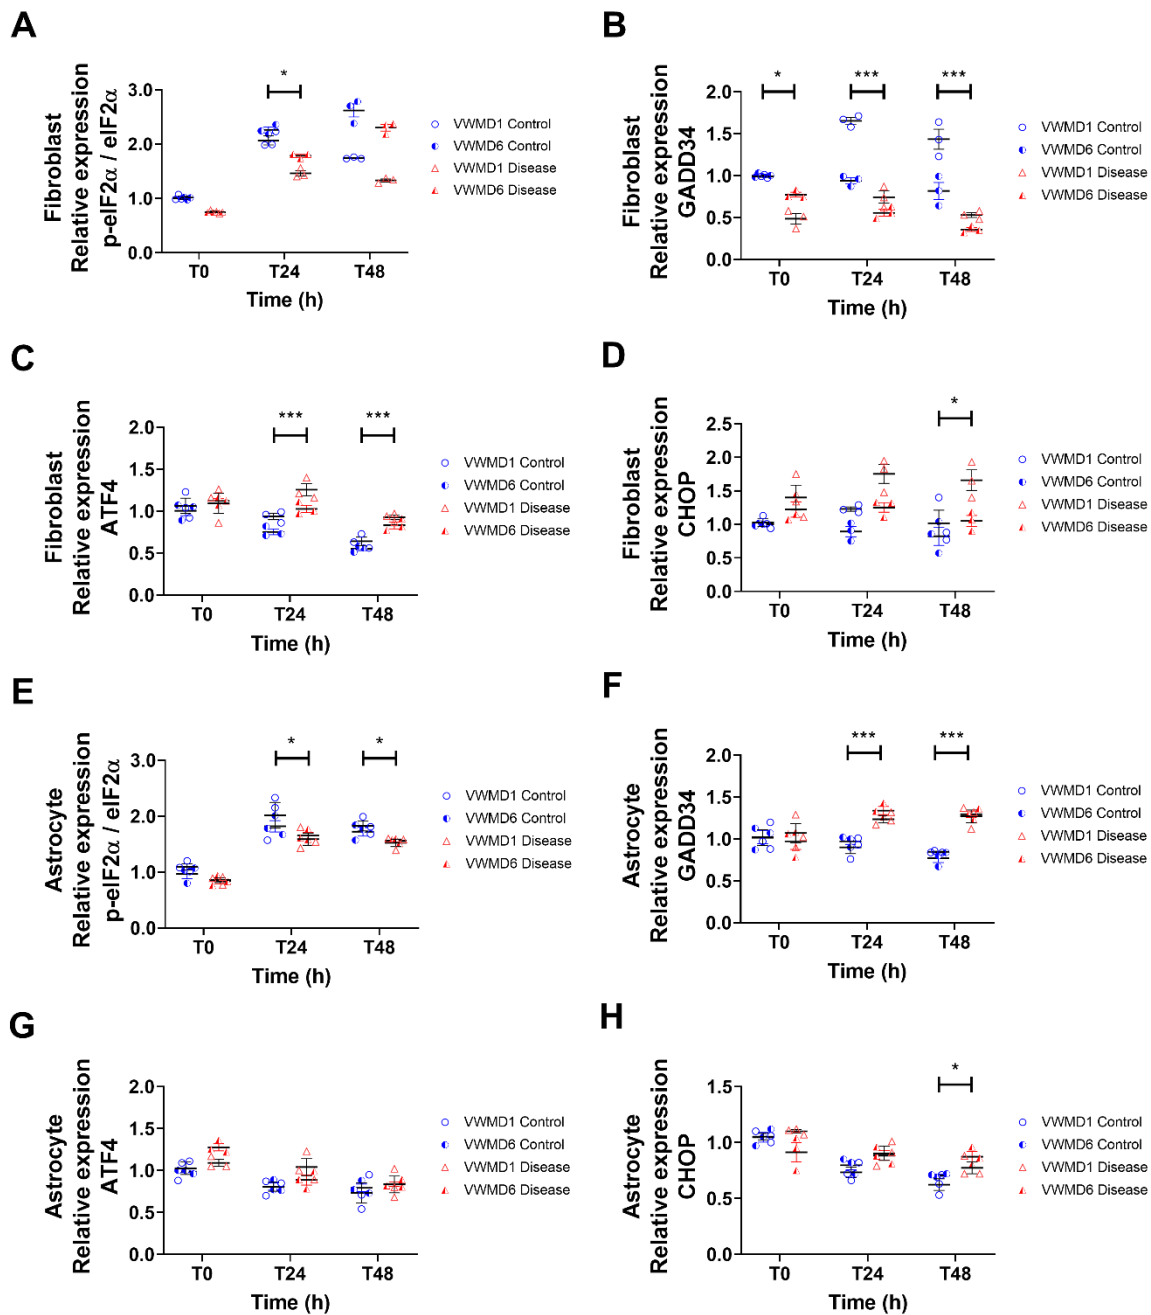 A
Fibroblast
Relative expression
p-eIF2α / eIF2α
*
3.0
2.0
1.0
0.0
T0 T24 T48
Time (h)
VWMD1 Control
VWMD6 Control
VWMD1 Disease
VWMD6 Disease
B
Fibroblast
Relative expression
GADD34
* *** ***
2.0
1.5
1.0
0.5
0.0
T0 T24 T48
Time (h)
VWMD1 Control
VWMD6 Control
VWMD1 Disease
VWMD6 Disease
C
Fibroblast
Relative expression
ATF4
*** ***
2.0
1.5
1.0
0.5
0.0
T0 T24 T48
Time (h)
VWMD1 Control
VWMD6 Control
VWMD1 Disease
VWMD6 Disease
D
Fibroblast
Relative expression
CHOP
*
2.5
2.0
1.5
1.0
0.5
0.0
T0 T24 T48
Time (h)
VWMD1 Control
VWMD6 Control
VWMD1 Disease
VWMD6 Disease
E
Astrocyte
Relative expression
p-eIF2α / eIF2α
* *
3.0
2.0
1.0
0.0
T0 T24 T48
Time (h)
VWMD1 Control
VWMD6 Control
VWMD1 Disease
VWMD6 Disease
F
Astrocyte
Relative expression
GADD34
*** ***
2.0
1.5
1.0
0.5
0.0
T0 T24 T48
Time (h)
VWMD1 Control
VWMD6 Control
VWMD1 Disease
VWMD6 Disease
G
Astrocyte
Relative expression
ATF4
2.0
1.5
1.0
0.5
0.0
T0 T24 T48
Time (h)
VWMD1 Control
VWMD6 Control
VWMD1 Disease
VWMD6 Disease
H
Astrocyte
Relative expression
CHOP
*
1.5
1.0
0.5
0.0
T0 T24 T48
Time (h)
VWMD1 Control
VWMD6 Control
VWMD1 Disease
VWMD6 Disease